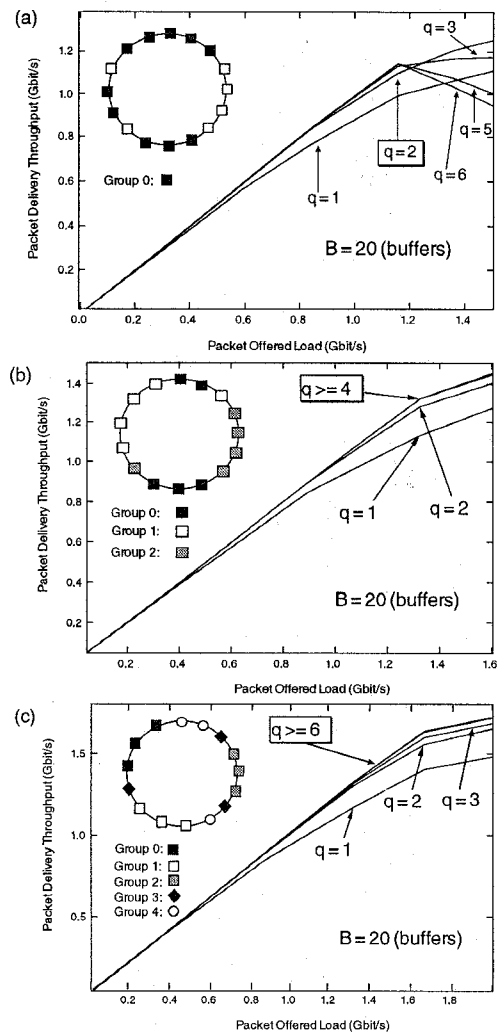 (a)
Packet Delivery Throughput (Gbit/s)
1.2
1.0
0.8
0.6
0.4
0.2
Group 0:
q=3
q=2
q=5
q=6
q=1
B=20 (buffers)
0.0 0.2 0.4 0.6 0.8 1.0 1.2 1.4
Packet Offered Load (Gbit/s)
(b)
Packet Delivery Throughput (Gbit/s)
1.4
1.2
1.0
0.8
0.6
0.4
0.2
Group 0:
Group 1:
Group 2:
q>=4
q=1
q=2
B=20 (buffers)
0.2 0.4 0.6 0.8 1.0 1.2 1.4 1.6
Packet Offered Load (Gbit/s)
(c)
Packet Delivery Throughput (Gbit/s)
1.5
1.0
0.5
Group 0:
Group 1:
Group 2:
Group 3:
Group 4:
q>=6
q=2
q=3
q=1
B=20 (buffers)
0.2 0.4 0.6 0.8 1.0 1.2 1.4 1.6 1.8
Packet Offered Load (Gbit/s)